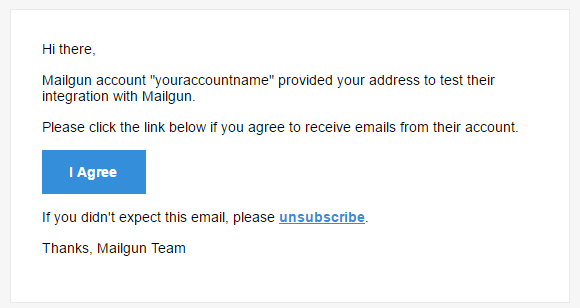 Hi there,
Mailgun account "youraccountname" provided your address to test their
integration with Mailgun.
Please click the link below if you agree to receive emails from their account.
I Agree
If you didn't expect this email, please unsubscribe.
Thanks, Mailgun Team